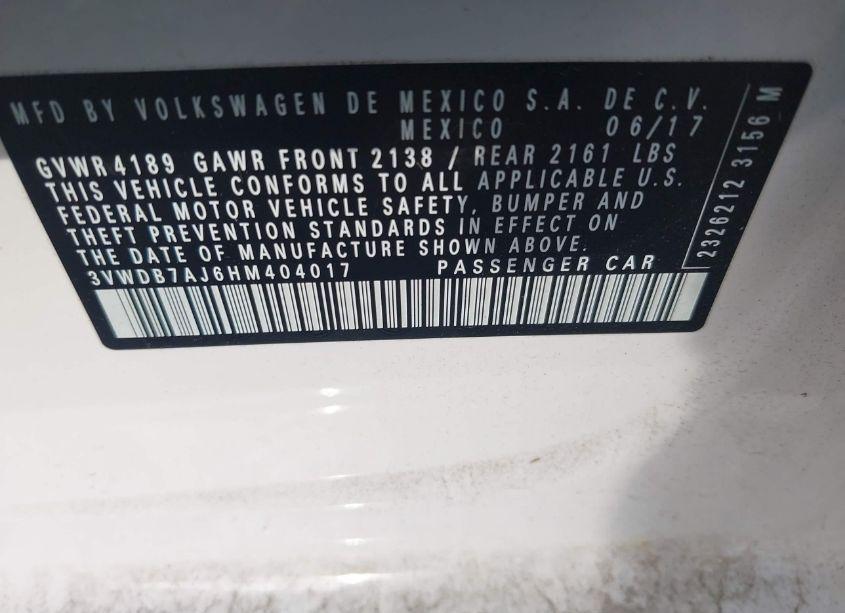 MFD BY VOLKSWAGEN DE MEXICO S.A. DE C.V.
MEXICO 06/17
GVWR 4189 GAWR FRONT 2138 / REAR 2161 LBS
THIS VEHICLE CONFORMS TO ALL APPLICABLE U.S.
FEDERAL MOTOR VEHICLE SAFETY, BUMPER AND
THEFT PREVENTION STANDARDS IN EFFECT ON
THE DATE OF MANUFACTURE SHOWN ABOVE.
3VWDB7AJ6HM404017 PASSENGER CAR
2326212 3156 M